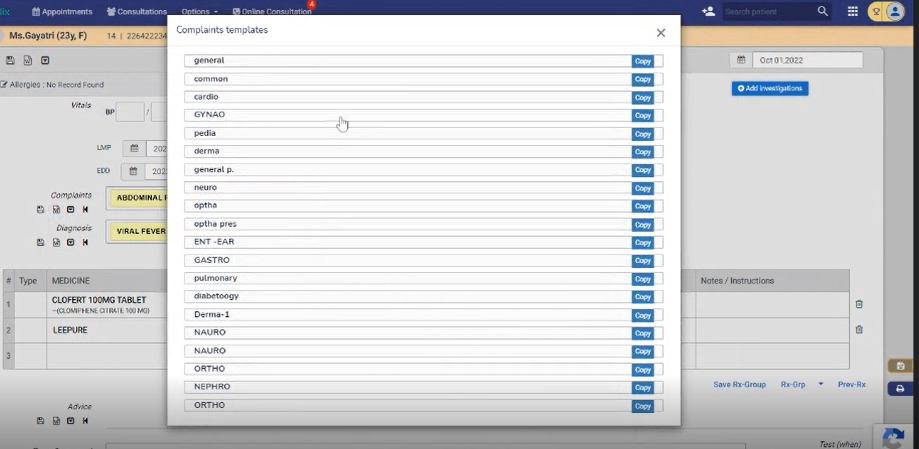 lix Appointments Consultations Options Online Consultation 4 Search patient
Ms.Gayatri (23y, F) 14 | 226422234
Complaints templates
Oct 01,2022
Allergies : No Record Found
Add Investigations
Vitals
BP /
LMP 202
EDD 202
Complaints ABDOMINAL
Diagnosis VIRAL FEVER
general Copy
common Copy
cardio Copy
GYNAO Copy
pedia Copy
derma Copy
general p. Copy
neuro Copy
optha Copy
optha pres Copy
ENT -EAR Copy
GASTRO Copy
pulmonary Copy
diabetoogy Copy
Derma-1 Copy
NAURO Copy
NAURO Copy
ORTHO Copy
NEPHRO Copy
ORTHO Copy
# Type MEDICINE Notes / Instructions
1 CLOFERT 100MG TABLET
--(CLOMIPHENE CITRATE 100 MG)
2 LEEPURE
3
Save Rx-Group Rx-Grp Prev-Rx
Advice
Test (when)